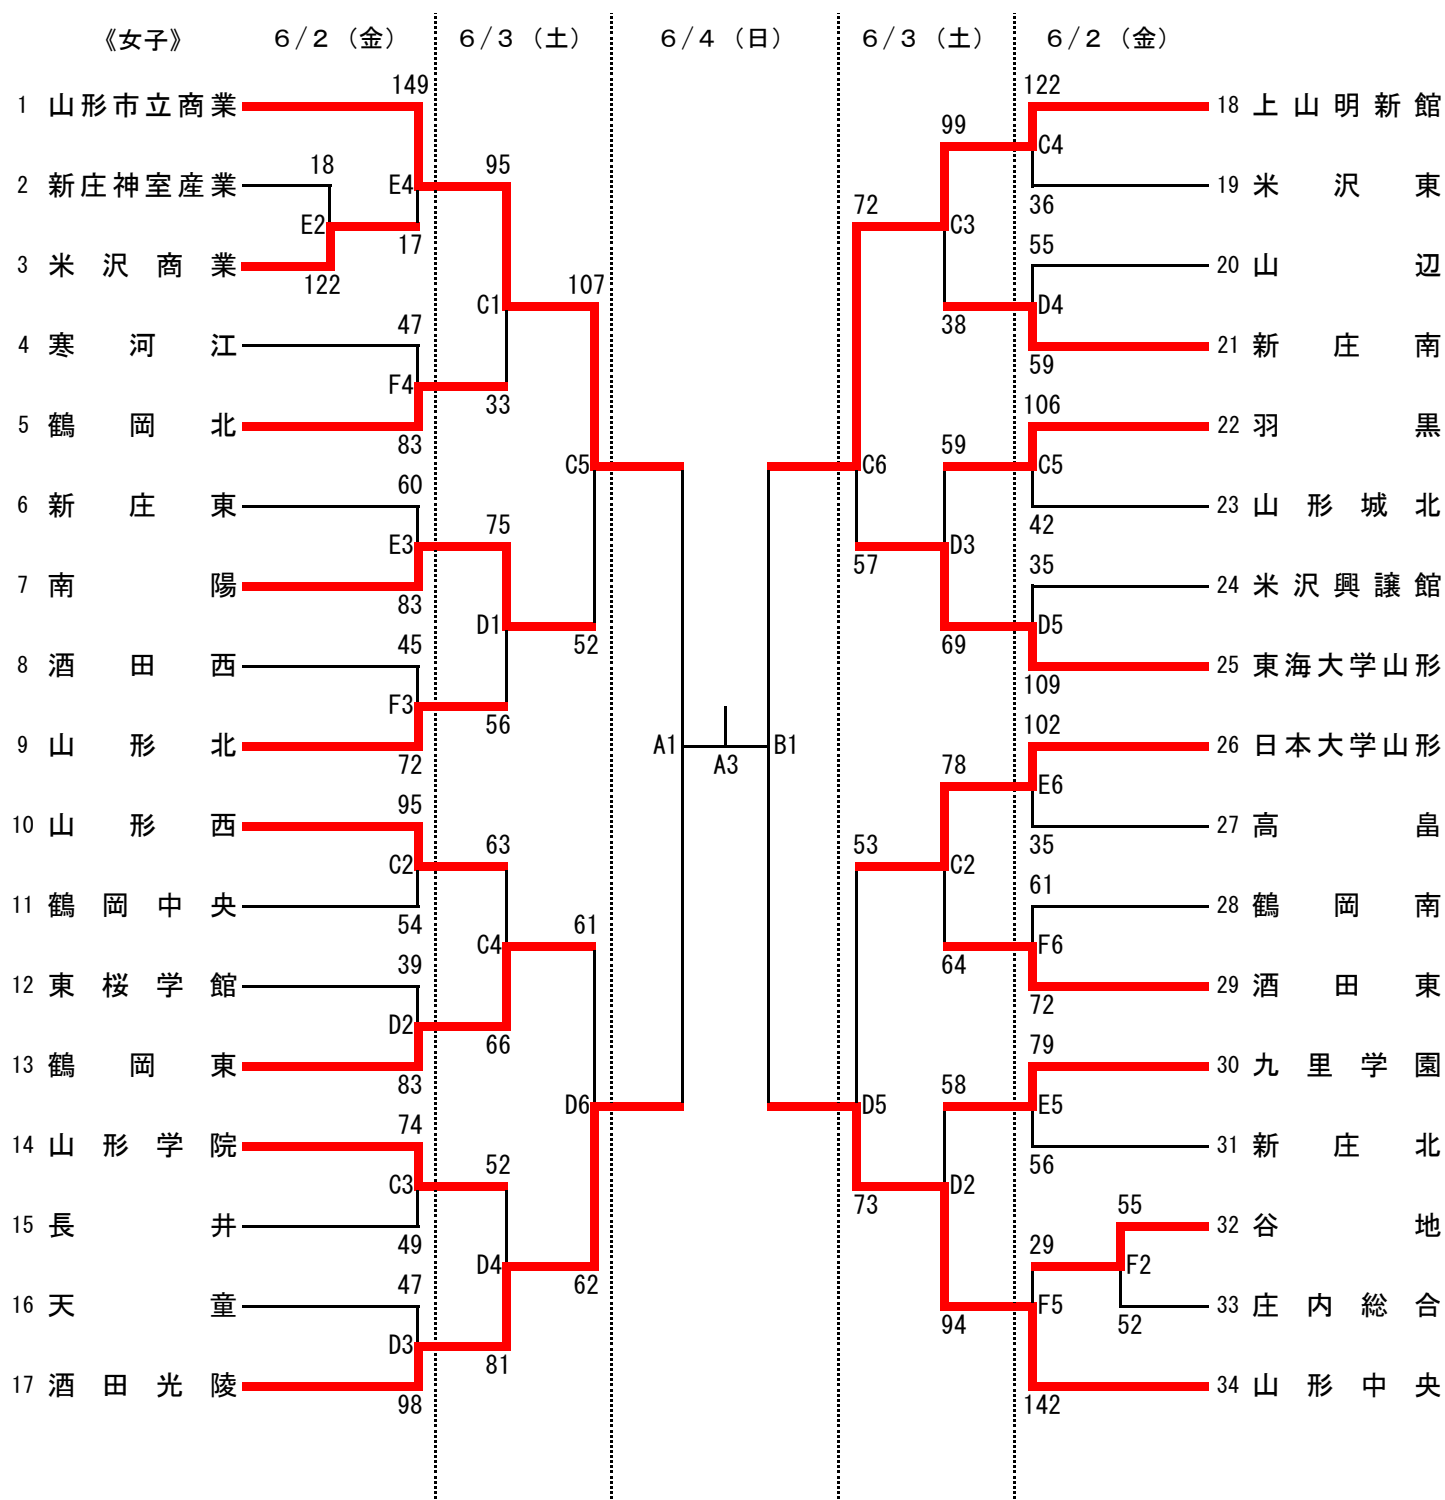 《女子》 6/2 (金) 6/3 (土) 6/4 (日) 6/3 (土) 6/2 (金)
149 122
1 山形市立商業 18 上山明新館
99
C4
18 95
2 新庄神室産業 E4 19 米沢東
36
72
E2 C3
17 55
3 米沢商業 20 山辺
122 107
C1 D4
47 38
4 寒河江 21 新庄南
59
F4
33 106
5 鶴岡北 22 羽黒
83 59
C5 C6 C5
60
6 新庄東 23 山形城北
75 42
E3 D3
57 35
7 南陽 24 米沢興譲館
83
D1 D5
45 52 69
8 酒田西 25 東海大学山形
109
F3
56 102
9 山形北 A1 B1 26 日本大学山形
72 A3 78
E6
95
10 山形西 27 高畠
63 53 35
C2 C2
61
11 鶴岡中央 28 鶴岡南
54 61
C4 F6
39 64
12 東桜学館 29 酒田東
72
D2
66 79
13 鶴岡東 30 九里学園
83 58
D6 D5 E5
74
14 山形学院 31 新庄北
52 56
C3 D2
73 55
15 長井 32 谷地
49 29
D4 F2
47 62
16 天童 F5 33 庄内総合
94 52
D3
81
17 酒田光陵 34 山形中央
98 142